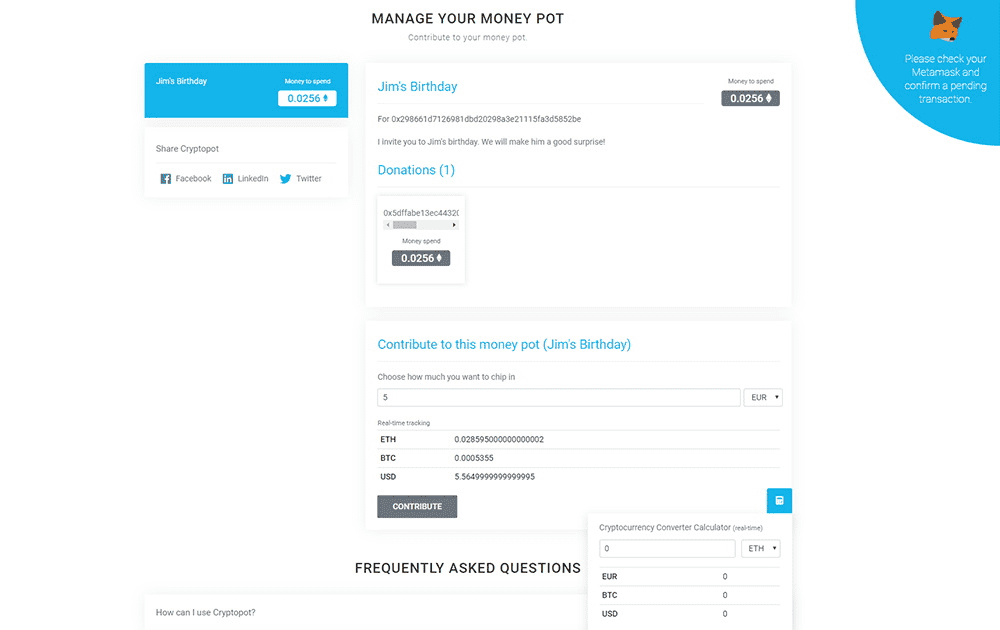 MANAGE YOUR MONEY POT
Contribute to your money pot.
Please check your
Metamask and
confirm a pending
transaction.
Jim's Birthday
Money to spend
0.0256
Share Cryptopot
Facebook
LinkedIn
Twitter
Jim's Birthday
Money to spend
0.0256
For 0x298661d7126981dbd20298a3e21115fa3d5852be
I Invite you to Jim's birthday. We will make him a good surprise!
Donations (1)
0x5dffabe13ec44320
Money spend
0.0256
Contribute to this money pot (Jim's Birthday)
Choose how much you want to chip in
5
EUR
Real-time tracking
ETH 0.028595000000000002
BTC 0.0005355
USD 5.5649999999999995
CONTRIBUTE
Cryptocurrency Converter Calculator (real-time)
0
ETH
EUR 0
BTC 0
USD 0
FREQUENTLY ASKED QUESTIONS
How can I use Cryptopot?